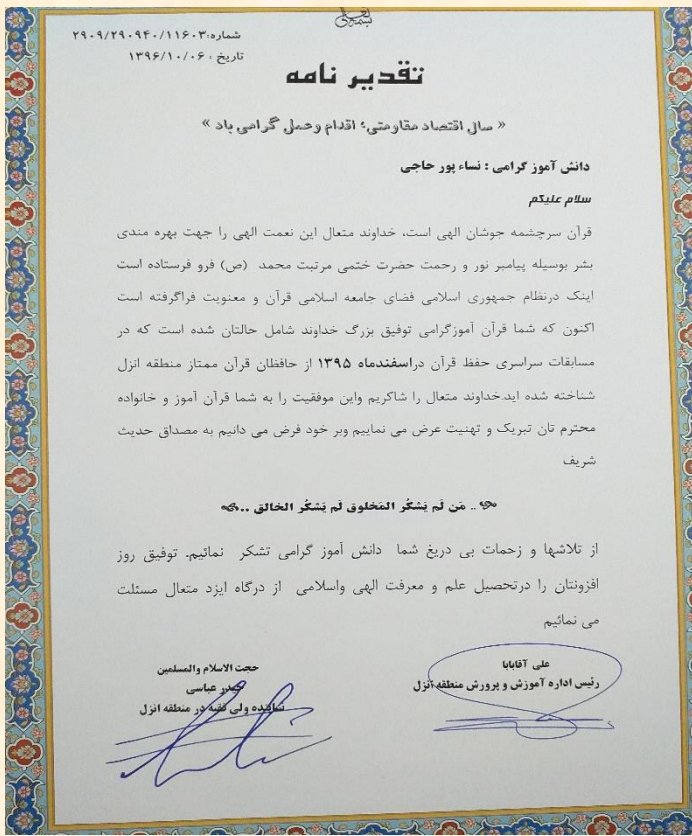 بسمه تعالی
شماره: ۲۹۰۹/۲۹۰۹۴۰/۱۱۶۰۳
تاریخ: ۱۳۹۶/۱۰/۰۶
تقدیر نامه
« سال اقتصاد مقاومتی؛ اقدام وعمل گرامی باد »
دانش آموز گرامی : نساء پور حاجی
سلام علیکم
قرآن سرچشمه جوشان الهی است، خداوند متعال این نعمت الهی را جهت بهره مندی
بشر بوسیله پیامبر نور و رحمت حضرت ختمی مرتبت محمد (ص) فرو فرستاده است
اینک درنظام جمهوری اسلامی فضای جامعه اسلامی قرآن و معنویت فراگرفته است
اکنون که شما قرآن آموزگرامی توفیق بزرگ خداوند شامل حالتان شده است که در
مسابقات سراسری حفظ قرآن دراسفندماه ۱۳۹۵ از حافظان قرآن ممتاز منطقه انزل
شناخته شده اید.خداوند متعال را شاکریم واین موفقیت را به شما قرآن آموز و خانواده
محترم تان تبریک و تهنیت عرض می نماییم وبر خود فرض می دانیم به مصداق حدیث
شریف
.. مَن لَم یَشکُر المَخلوق لَم یَشکُر الخالق ..
از تلاشها و زحمات بی دریغ شما دانش آموز گرامی تشکر نمائیم. توفیق روز
افزونتان را درتحصیل علم و معرفت الهی واسلامی از درگاه ایزد متعال مسئلت
می نمائیم
علی آقابابا
رئیس اداره آموزش و پرورش منطقه انزل
حجت الاسلام والمسلمین
حیدر عباسی
نماینده ولی فقیه در منطقه انزل